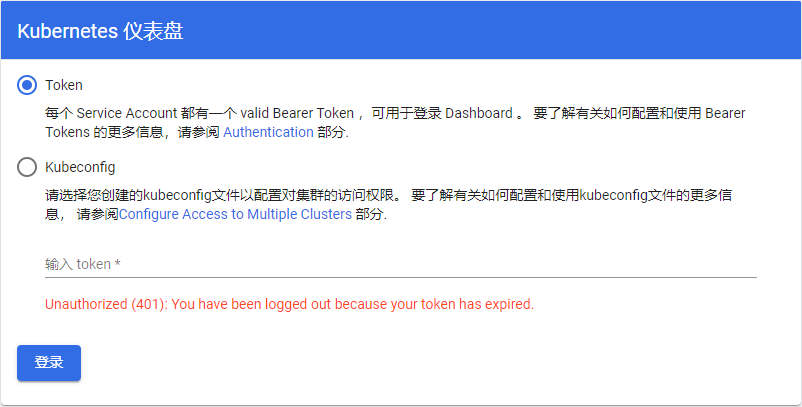 Kubernetes 仪表盘
Token
每个 Service Account 都有一个 valid Bearer Token ，可用于登录 Dashboard 。 要了解有关如何配置和使用 Bearer
Tokens 的更多信息，请参阅 Authentication 部分.
Kubeconfig
请选择您创建的kubeconfig文件以配置对集群的访问权限。 要了解有关如何配置和使用kubeconfig文件的更多信
息， 请参阅Configure Access to Multiple Clusters 部分.
输入 token *
Unauthorized (401): You have been logged out because your token has expired.
登录